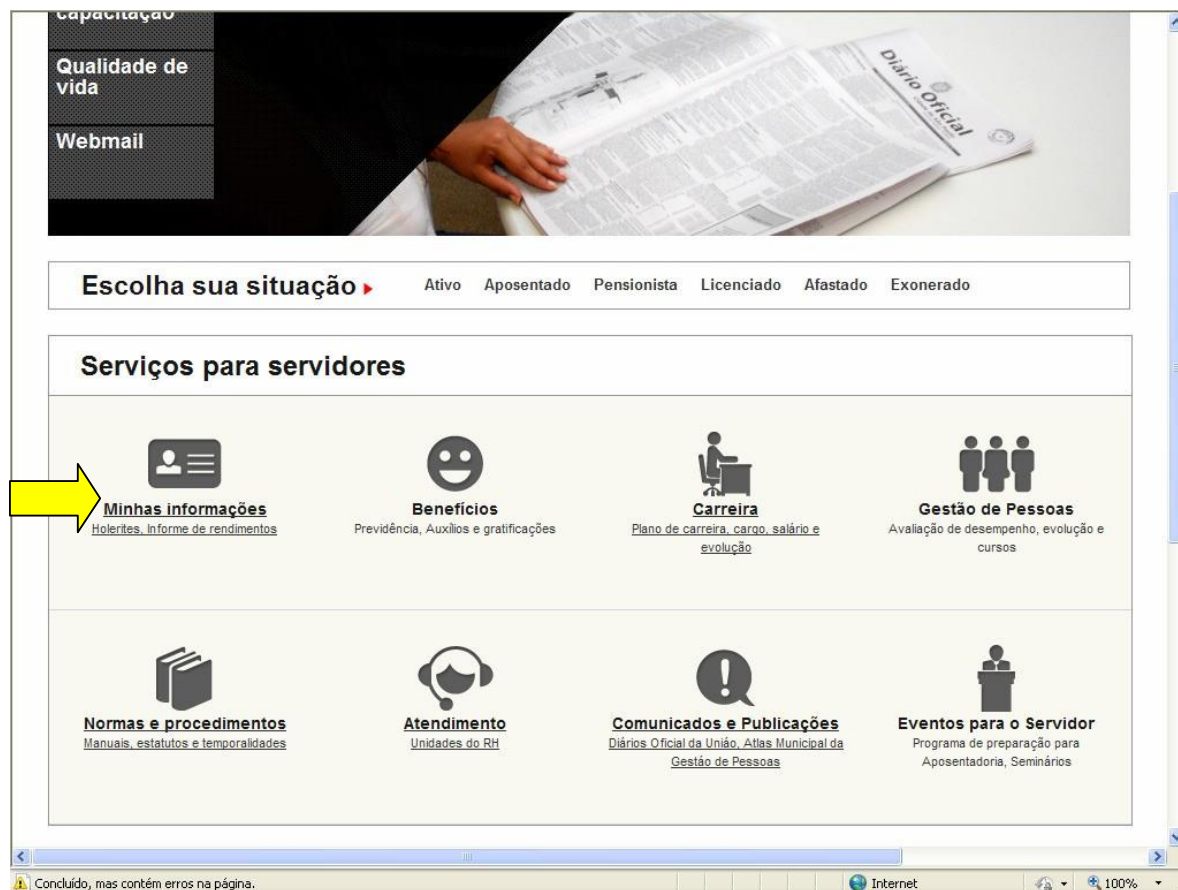 capacitação
Qualidade de
vida
Webmail
Diário Oficial
Escolha sua situação
Ativo Aposentado Pensionista Licenciado Afastado Exonerado
Serviços para servidores
Minhas informações
Holerites, Informe de rendimentos
Benefícios
Previdência, Auxílios e gratificações
Carreira
Plano de carreira, cargo, salário e
evolução
Gestão de Pessoas
Avaliação de desempenho, evolução e
cursos
Normas e procedimentos
Manuais, estatutos e temporalidades
Atendimento
Unidades do RH
Comunicados e Publicações
Diários Oficial da União, Atlas Municipal da
Gestão de Pessoas
Eventos para o Servidor
Programa de preparação para
Aposentadoria, Seminários
Concluído, mas contém erros na página.
Internet
100%